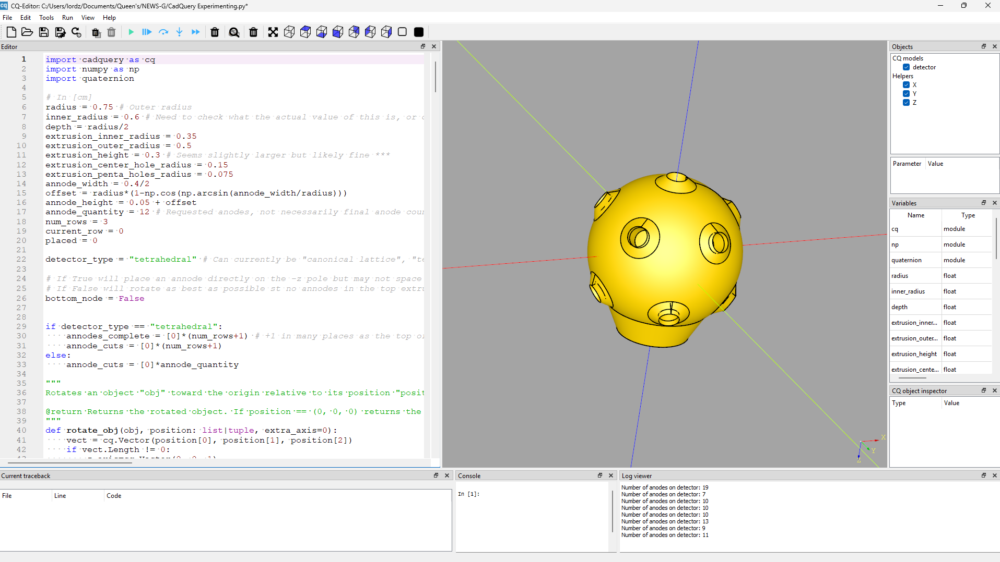 CQ-Editor: C:/Users/lordz/Documents/Queen's/NEWS-G/CadQuery Experimenting.py*
File Edit Tools Run View Help
Editor
1 import cadquery as cq
2 import numpy as np
3 import quaternion
4
5 # In [cm]
6 radius = 0.75 # Outer radius
7 inner_radius = 0.6 # Need to check what the actual value of this is, or
8 depth = radius/2
9 extrusion_inner_radius = 0.35
10 extrusion_outer_radius = 0.5
11 extrusion_height = 0.3 # Seems slightly larger but likely fine ***
12 extrusion_center_hole_radius = 0.15
13 extrusion_penta_holes_radius = 0.075
14 annode_width = 0.4/2
15 offset = radius*(1-np.cos(np.arcsin(annode_width/radius)))
16 annode_height = 0.05 + offset
17 annode_quantity = 12 # Requested anodes, not necessarily final anode cou
18 num_rows = 3
19 current_row = 0
20 placed = 0
21
22 detector_type = "tetrahedral" # Can currently be "canonical lattice", "te
23
24 # If True will place an annode directly on the -z pole but may not space
25 # If False will rotate as best as possible st no annodes in the top extru
26 bottom_node = False
27
28
29 if detector_type == "tetrahedral":
30 annodes_complete = [0]*(num_rows+1) # +1 in many places as the top o
31 annode_cuts = [0]*(num_rows+1)
32 else:
33 annode_cuts = [0]*annode_quantity
34
35 """
36 Rotates an object "obj" toward the origin relative to its position "posit
37
38 @return Returns the rotated object. If position == (0, 0, 0) returns the
39 """
40 def rotate_obj(obj, position: list|tuple, extra_axis=0):
41 vect = cq.Vector(position[0], position[1], position[2])
42 if vect.Length != 0:
X
Y
Z
Objects
CQ models
detector
Helpers
X
Y
Z
Parameter Value
Variables
Name Type
cq module
np module
quaternion module
radius float
inner_radius float
depth float
extrusion_inner... float
extrusion_outer... float
extrusion_height float
extrusion_cente... float
CQ object inspector
Type Value
Current traceback
File Line Code
Console
In [1]:
Log viewer
Number of anodes on detector: 19
Number of anodes on detector: 7
Number of anodes on detector: 10
Number of anodes on detector: 10
Number of anodes on detector: 10
Number of anodes on detector: 13
Number of anodes on detector: 9
Number of anodes on detector: 11